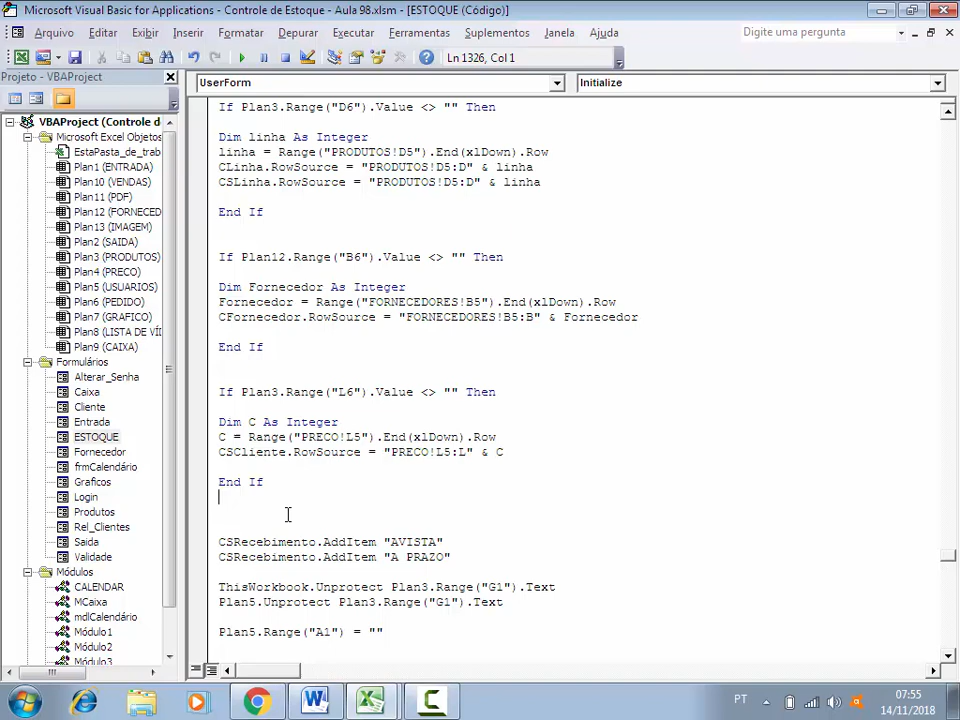 Microsoft Visual Basic for Applications - Controle de Estoque - Aula 98.xlsm - [ESTOQUE (Código)]
Arquivo Editar Exibir Inserir Formatar Depurar Executar Ferramentas Suplementos Janela Ajuda Digite uma pergunta
Ln 1326, Col 1
Projeto - VBAProject
UserForm
Initialize
VBAProject (Controle d
Microsoft Excel Objetos
EstaPasta_de_trab
Plan1 (ENTRADA)
Plan10 (VENDAS)
Plan11 (PDF)
Plan12 (FORNECED
Plan13 (IMAGEM)
Plan2 (SAIDA)
Plan3 (PRODUTOS)
Plan4 (PRECO)
Plan5 (USUARIOS)
Plan6 (PEDIDO)
Plan7 (GRAFICO)
Plan8 (LISTA DE VÍ
Plan9 (CAIXA)
Formulários
Alterar_Senha
Caixa
Cliente
Entrada
ESTOQUE
Fornecedor
frmCalendário
Graficos
Login
Produtos
Rel_Clientes
Saida
Validade
Módulos
CALENDAR
MCaixa
mdlCalendário
Módulo1
Módulo2
Módulo3
If Plan3.Range("D6").Value <> "" Then
Dim linha As Integer
linha = Range("PRODUTOS!D5").End(xlDown).Row
CLinha.RowSource = "PRODUTOS!D5:D" & linha
CSLinha.RowSource = "PRODUTOS!D5:D" & linha
End If
If Plan12.Range("B6").Value <> "" Then
Dim Fornecedor As Integer
Fornecedor = Range("FORNECEDORES!B5").End(xlDown).Row
CFornecedor.RowSource = "FORNECEDORES!B5:B" & Fornecedor
End If
If Plan3.Range("L6").Value <> "" Then
Dim C As Integer
C = Range("PRECO!L5").End(xlDown).Row
CSCliente.RowSource = "PRECO!L5:L" & C
End If
CSRecebimento.AddItem "AVISTA"
CSRecebimento.AddItem "A PRAZO"
ThisWorkbook.Unprotect Plan3.Range("G1").Text
Plan5.Unprotect Plan3.Range("G1").Text
Plan5.Range("A1") = ""
PT
07:55
14/11/2018